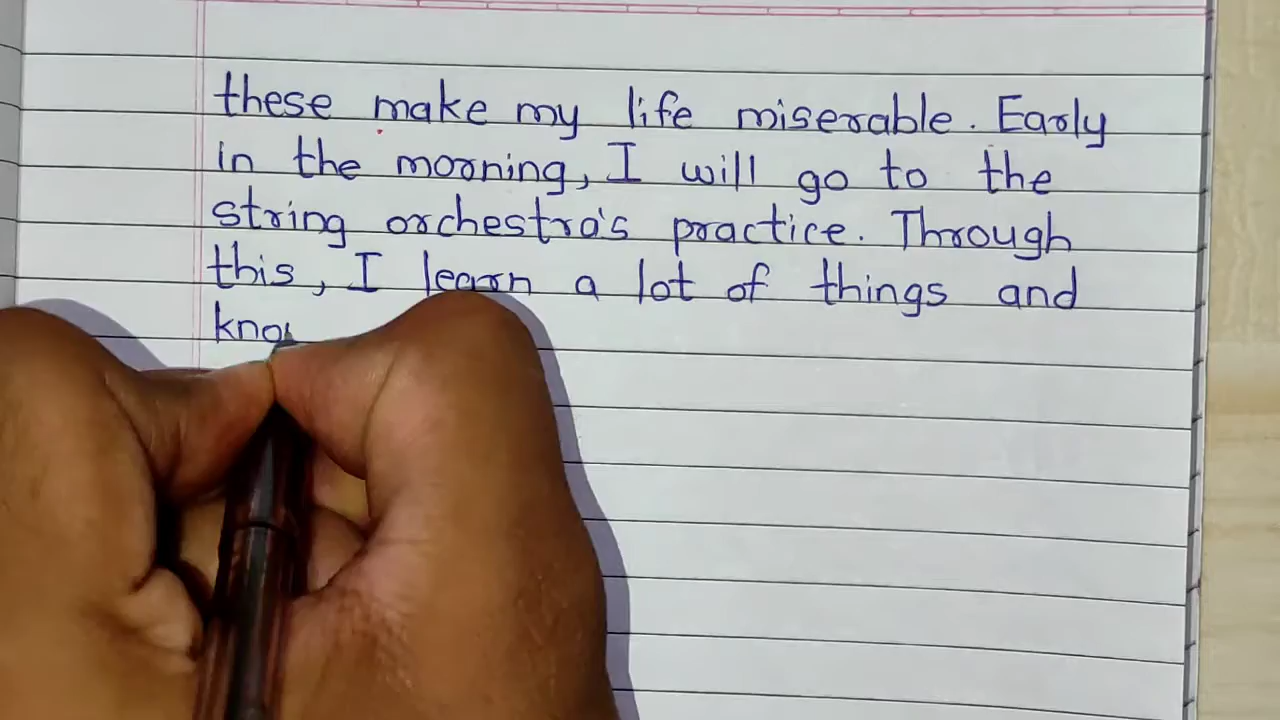 these make my life miserable. Early
in the morning, I will go to the
string orchestra's practice. Through
this, I learn a lot of things and
kno